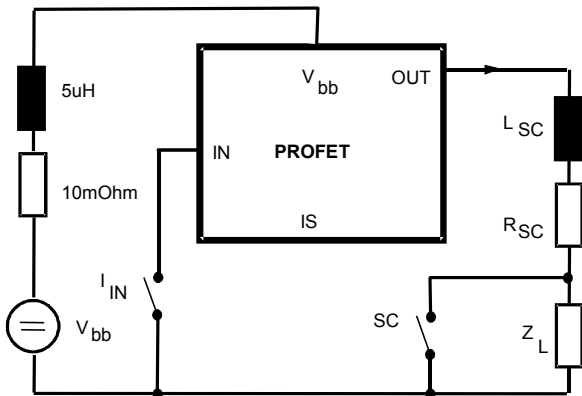 5uH
10mOhm
V bb
V bb
OUT
IN
PROFET
IS
I IN
SC
L SC
R SC
Z L